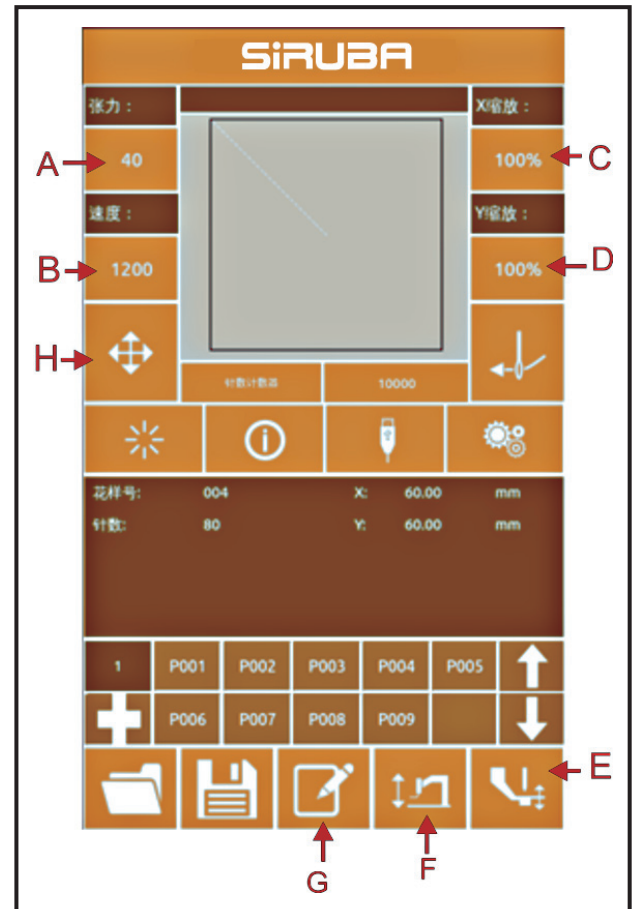 SiRUBA
张力： X缩放：
A 40 100% C
速度： Y缩放：
B 1200 100% D
H
针数计数器 10000
花样号: 004 X: 60.00 mm
针数: 80 Y: 60.00 mm
1 P001 P002 P003 P004 P005
P006 P007 P008 P009
E
G F